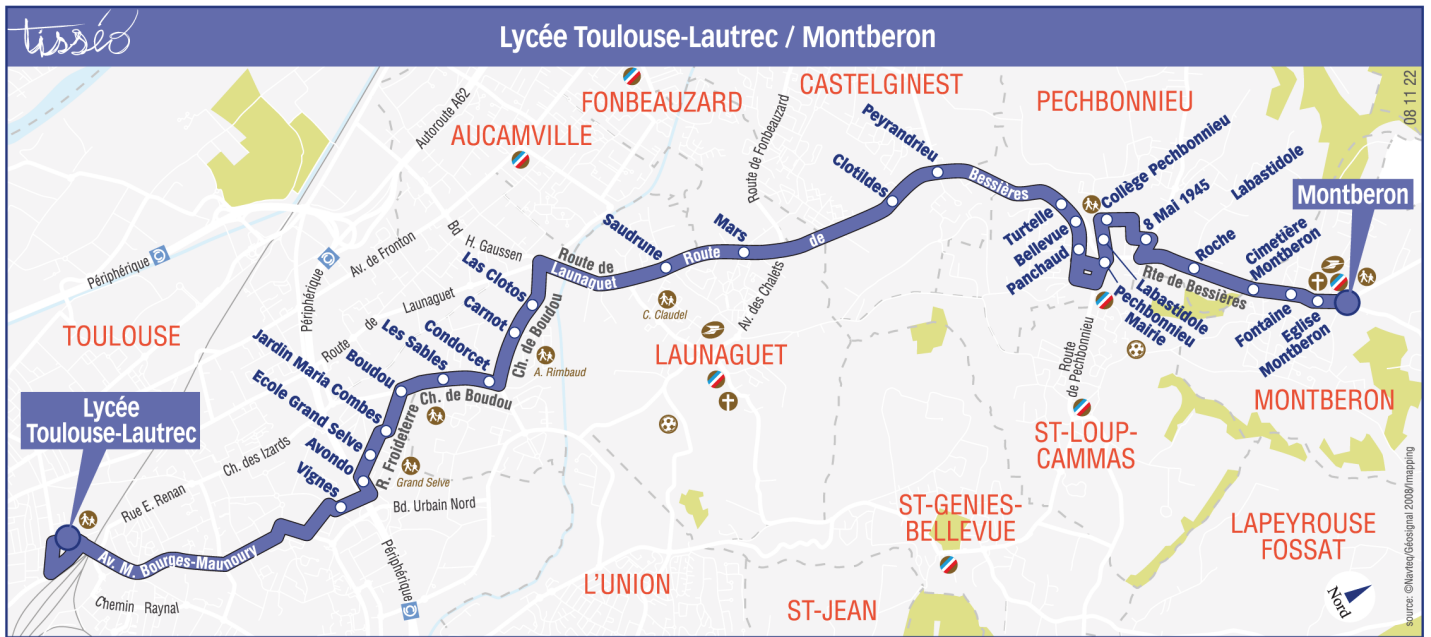 tisséo
Lycée Toulouse-Lautrec / Montberon
08 11 22
FONBEAUZARD
CASTELGINEST
PECHBONNIEU
AUCAMVILLE
Autoroute A62
Route de Fonbeauzard
Peyrandrieu
Clotildes
Bessières
Collège Pechbonnieu
8 Mai 1945
Labastidole
Montberon
Turtelle
Bellevue
Panchaud
Roche
Cimetière
Montberon
Rte de Bessières
Labastidole
Pechbonnieu
Mairie
Fontaine
Eglise
Montberon
Périphérique
Périphérique
Av. de Fronton
Bd H. Gaussen
Route de
Launaguet
Saudrune
Route
Mars
de
Av. des Chalets
C. Claudel
Las Clotos
Carnot
Condorcet
Les Sables
Route de Launaguet
Boudou
Jardin Maria Combes
Ecole Grand Selve
Avondo
Vignes
Ch. de Boudou
Ch. de Boudou
A. Rimbaud
R. Froideterre
Grand Selve
Bd. Urbain Nord
TOULOUSE
Lycée
Toulouse-Lautrec
Ch. des Izards
Rue E. Renan
Av. M. Bourges-Maunoury
Chemin Raynal
Périphérique
LAUNAGUET
Route
de Pechbonnieu
ST-LOUP-
CAMMAS
MONTBERON
ST-GENIES-
BELLEVUE
LAPEYROUSE
FOSSAT
L'UNION
ST-JEAN
Nord
source: ©Navteq/Géosignal 2008/Imapping